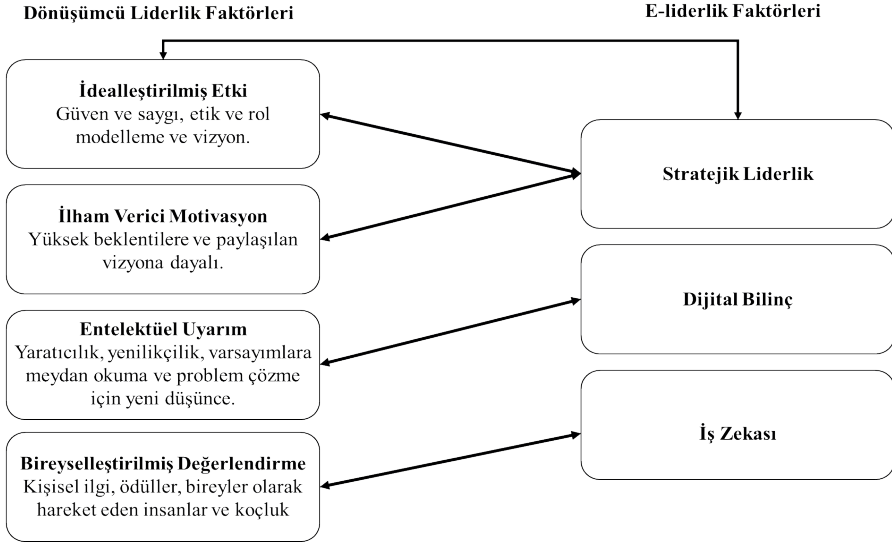 Dönüşümcü Liderlik Faktörleri
E-liderlik Faktörleri
İdealleştirilmiş Etki
Güven ve saygı, etik ve rol
modelleme ve vizyon.
İlham Verici Motivasyon
Yüksek beklentilere ve paylaşılan
vizyona dayalı.
Entelektüel Uyarım
Yaratıcılık, yenilikçilik, varsayımlara
meydan okuma ve problem çözme
için yeni düşünce.
Bireyselleştirilmiş Değerlendirme
Kişisel ilgi, ödüller, bireyler olarak
hareket eden insanlar ve koçluk
Stratejik Liderlik
Dijital Bilinç
İş Zekası